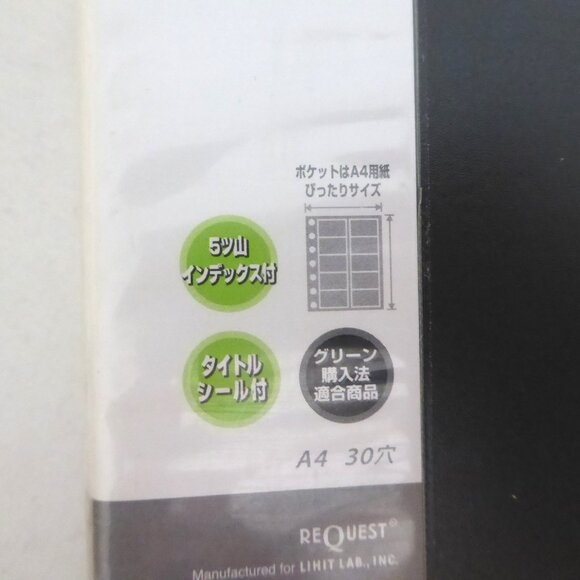 ポケットはA4用紙
ぴったりサイズ
5ツ山
インデックス付
タイトル
シール付
グリーン
購入法
適合商品
A4 30穴
REQUEST®
Manufactured for LIHIT LAB., INC.